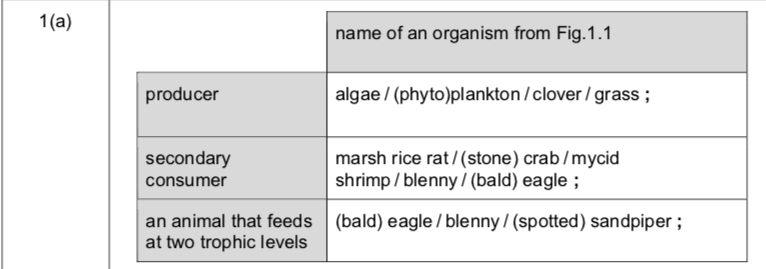 1(a)
name of an organism from Fig.1.1
producer
algae / (phyto)plankton / clover / grass ;
secondary
consumer
marsh rice rat / (stone) crab / mycid
shrimp / blenny / (bald) eagle ;
an animal that feeds
at two trophic levels
(bald) eagle / blenny / (spotted) sandpiper ;